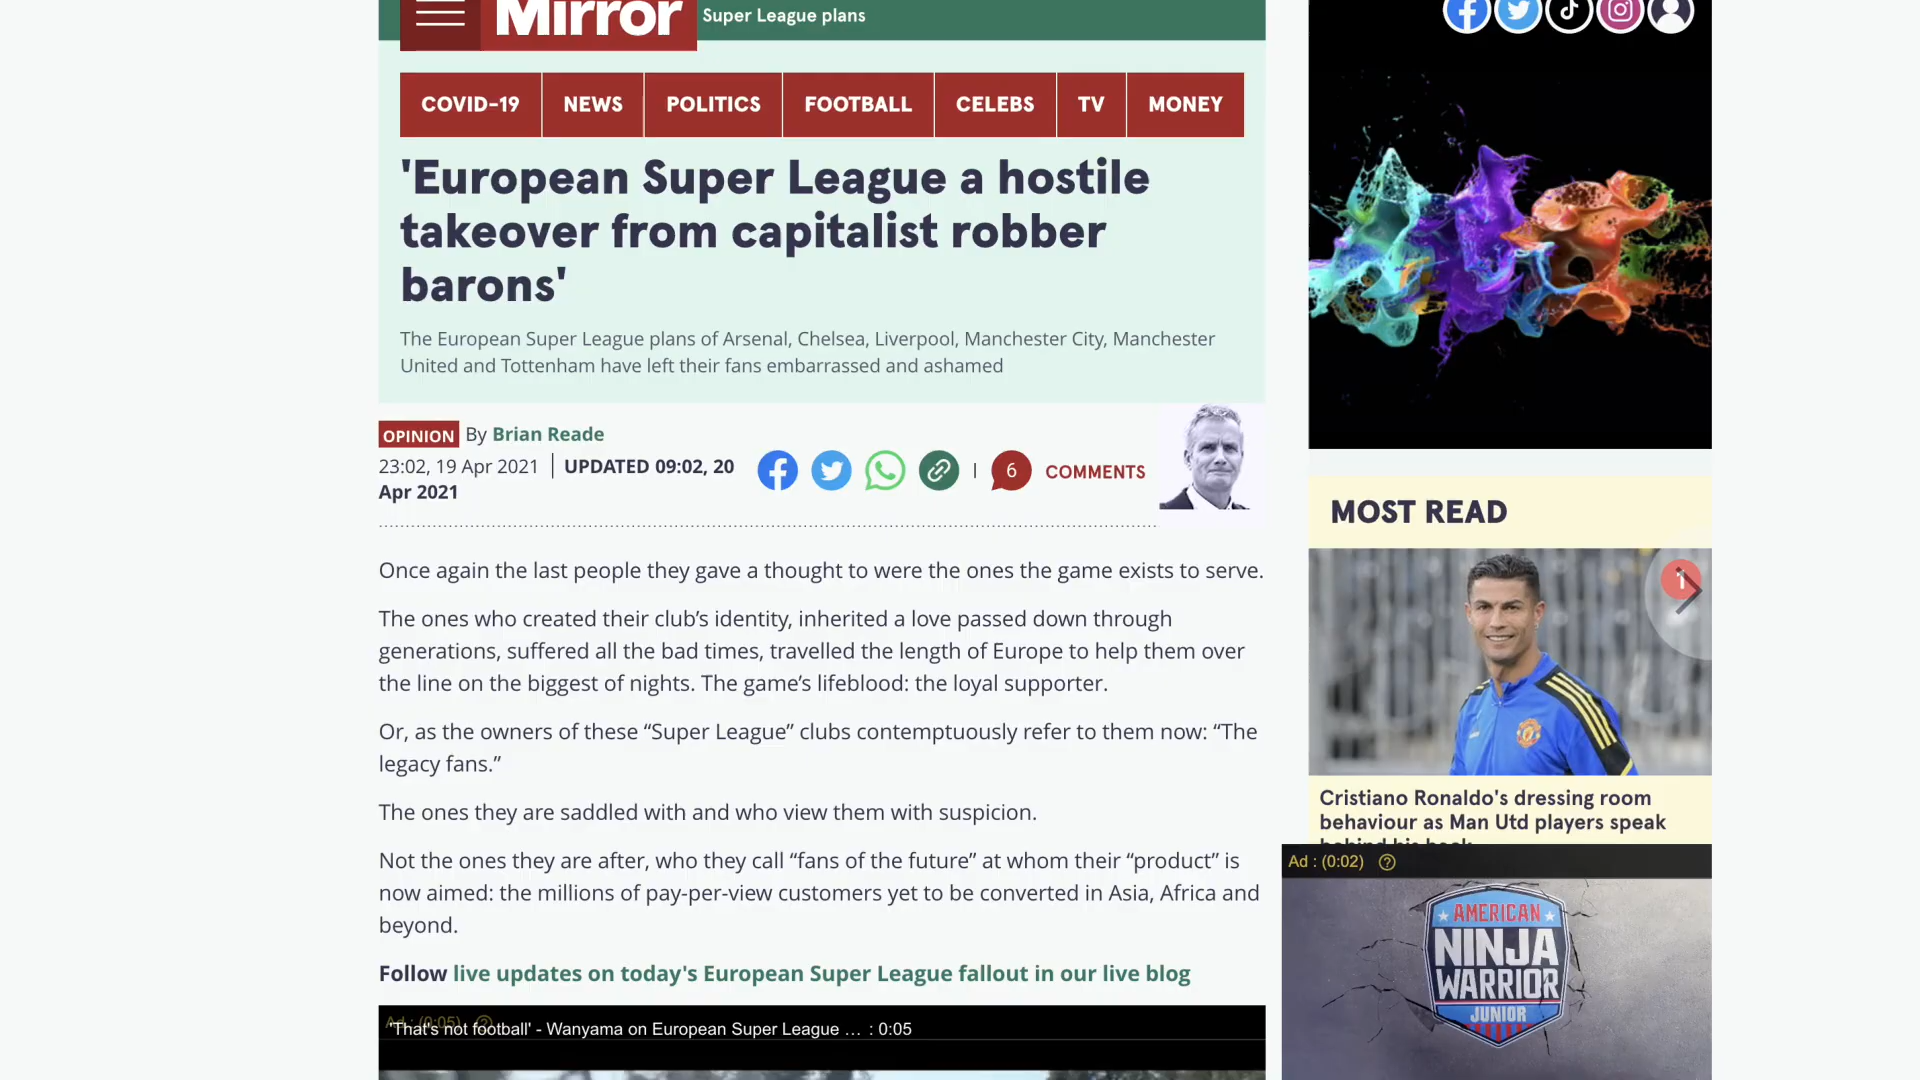 Mirror
Super League plans
COVID-19
NEWS
POLITICS
FOOTBALL
CELEBS
TV
MONEY
'European Super League a hostile
takeover from capitalist robber
barons'
The European Super League plans of Arsenal, Chelsea, Liverpool, Manchester City, Manchester
United and Tottenham have left their fans embarrassed and ashamed
OPINION By Brian Reade
23:02, 19 Apr 2021 | UPDATED 09:02, 20
Apr 2021
6 COMMENTS
Once again the last people they gave a thought to were the ones the game exists to serve.
The ones who created their club’s identity, inherited a love passed down through
generations, suffered all the bad times, travelled the length of Europe to help them over
the line on the biggest of nights. The game’s lifeblood: the loyal supporter.
Or, as the owners of these “Super League” clubs contemptuously refer to them now: “The
legacy fans.”
The ones they are saddled with and who view them with suspicion.
Not the ones they are after, who they call “fans of the future” at whom their “product” is
now aimed: the millions of pay-per-view customers yet to be converted in Asia, Africa and
beyond.
Follow live updates on today's European Super League fallout in our live blog
Ad : (0:05)
'That's not football' - Wanyama on European Super League … : 0:05
MOST READ
1
Cristiano Ronaldo's dressing room
behaviour as Man Utd players speak
behind his back
Ad : (0:02)
AMERICAN
NINJA
WARRIOR
JUNIOR